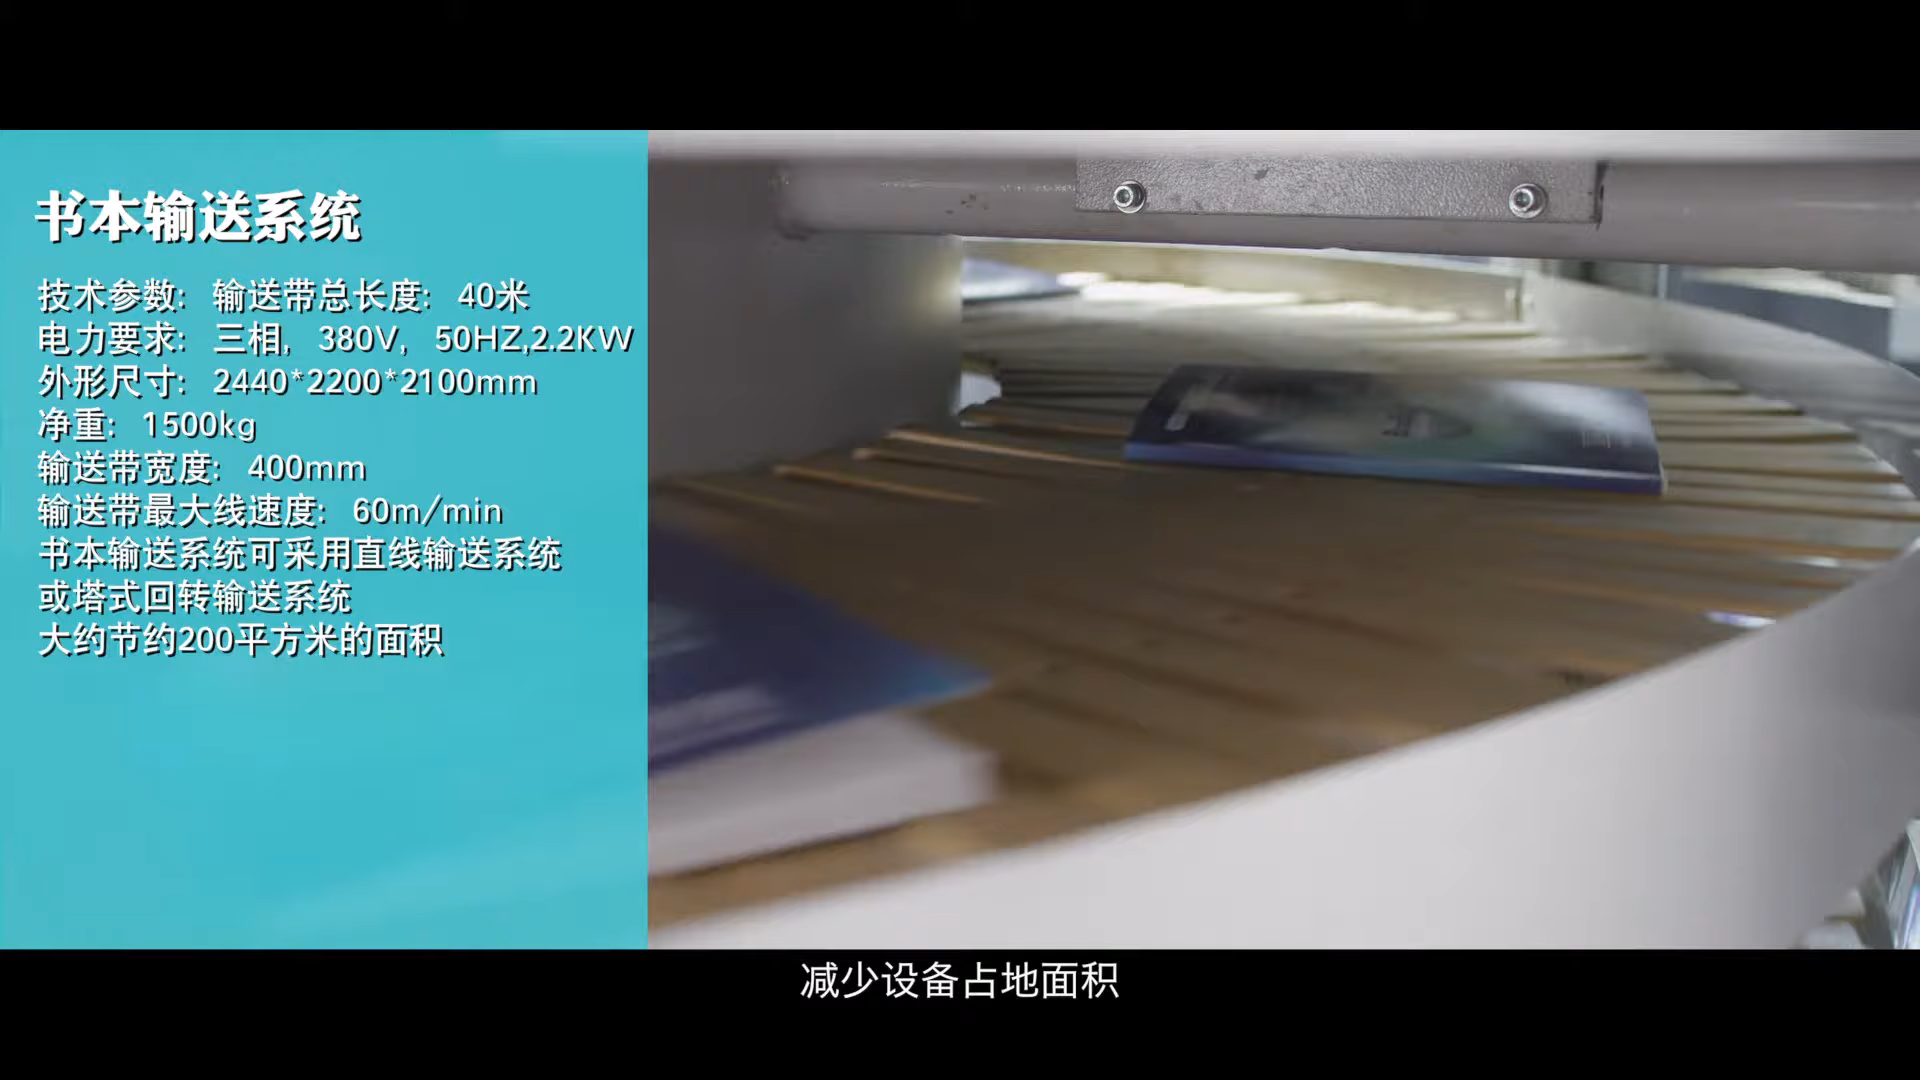 书本输送系统
技术参数: 输送带总长度: 40米
电力要求: 三相, 380V, 50HZ,2.2KW
外形尺寸: 2440*2200*2100mm
净重: 1500kg
输送带宽度: 400mm
输送带最大线速度: 60m/min
书本输送系统可采用直线输送系统
或塔式回转输送系统
大约节约200平方米的面积
减少设备占地面积